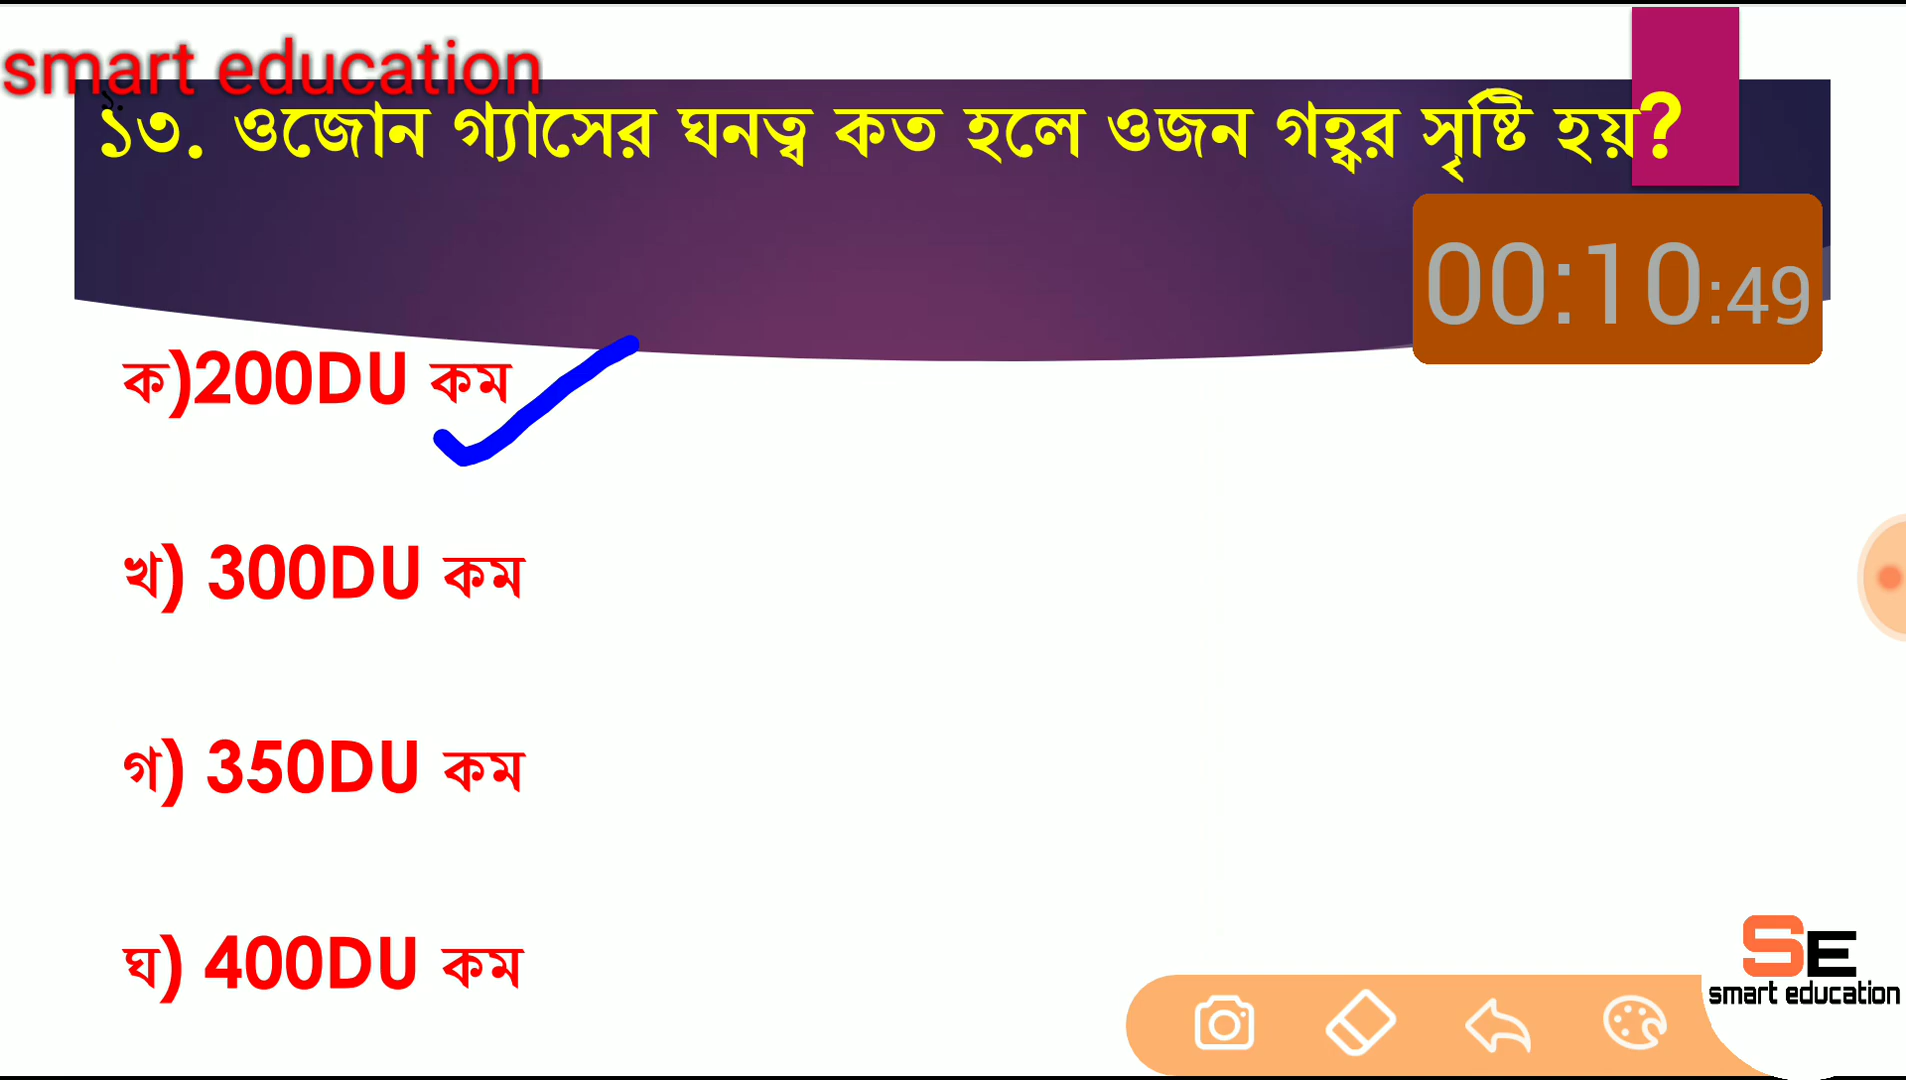 smart education
১.
১৩. ওজোন গ্যাসের ঘনত্ব কত হলে ওজন গহ্বর সৃষ্টি হয়?
00:10:49
ক)200DU কম
খ) 300DU কম
গ) 350DU কম
ঘ) 400DU কম
SE
smart education